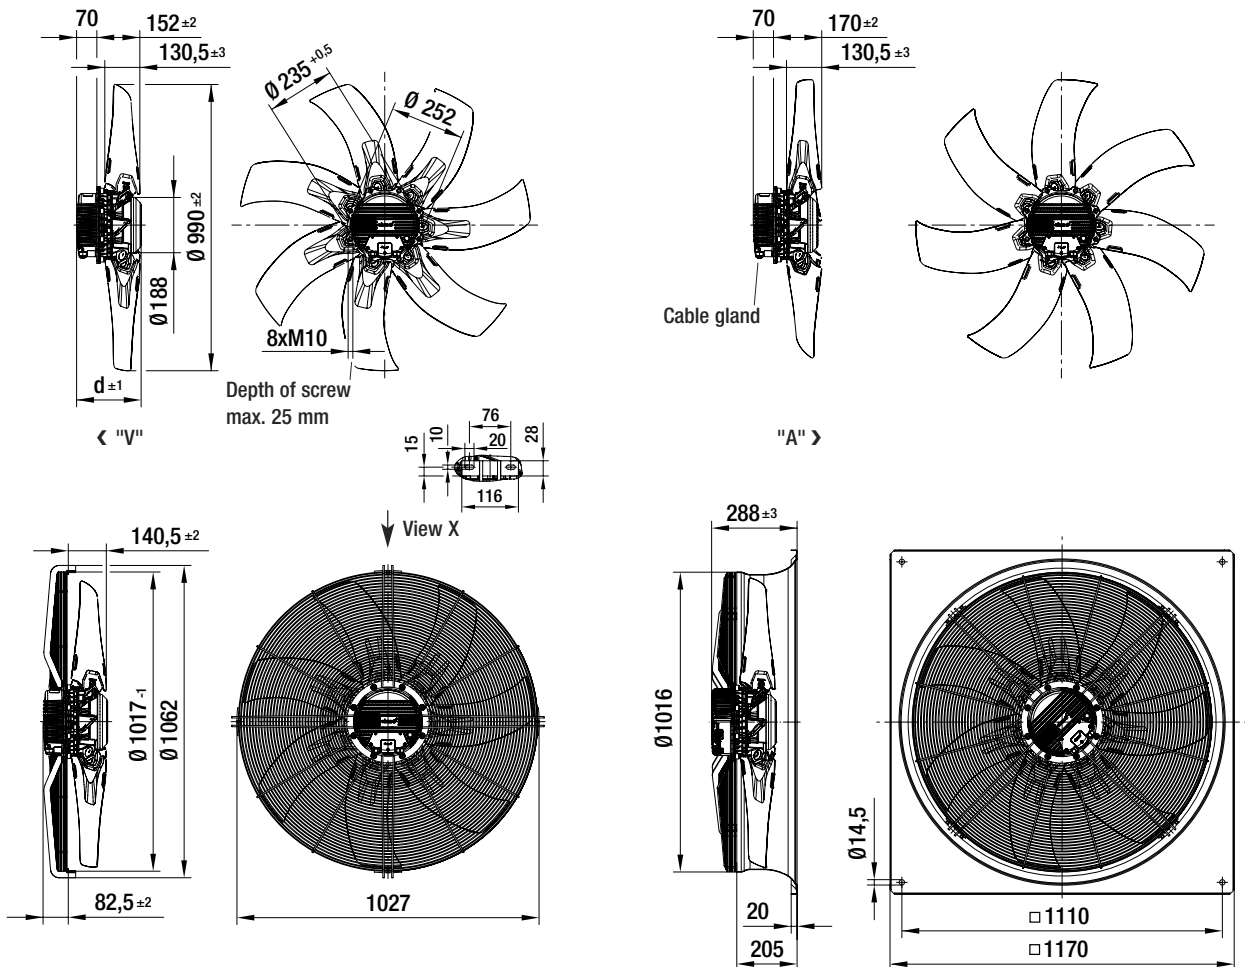 70
152 ±2
130,5 ±3
Ø 235 +0,5
Ø 252
Ø 990 ±2
Ø188
8xM10
d ±1
Depth of screw
max. 25 mm
❮ "V"
70
170 ±2
130,5 ±3
Cable gland
"A" ❯
76
10
15
20
28
116
View X
140,5 ±2
Ø 1017 -1
Ø 1062
82,5 ±2
1027
288 ±3
Ø1016
20
205
Ø14,5
□ 1110
□ 1170